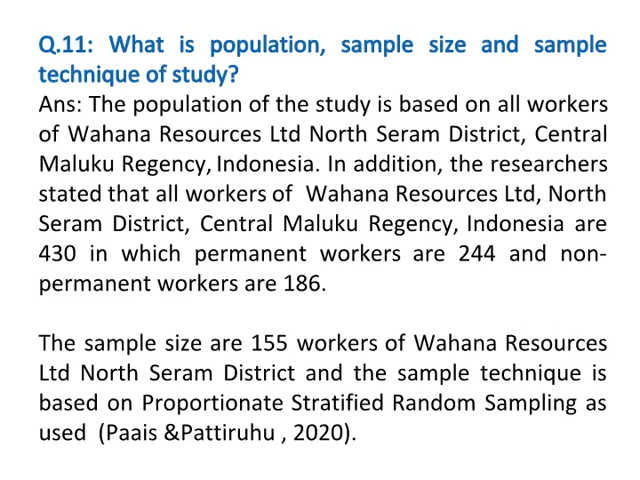 Q.11: What is population, sample size and sample
technique of study?
Ans: The population of the study is based on all workers
of Wahana Resources Ltd North Seram District, Central
Maluku Regency, Indonesia. In addition, the researchers
stated that all workers of  Wahana Resources Ltd, North
Seram District, Central Maluku Regency, Indonesia are
430 in which permanent workers are 244 and non-
permanent workers are 186.
The sample size are 155 workers of Wahana Resources
Ltd North Seram District and the sample technique is
based on Proportionate Stratified Random Sampling as
used  (Paais &Pattiruhu , 2020).